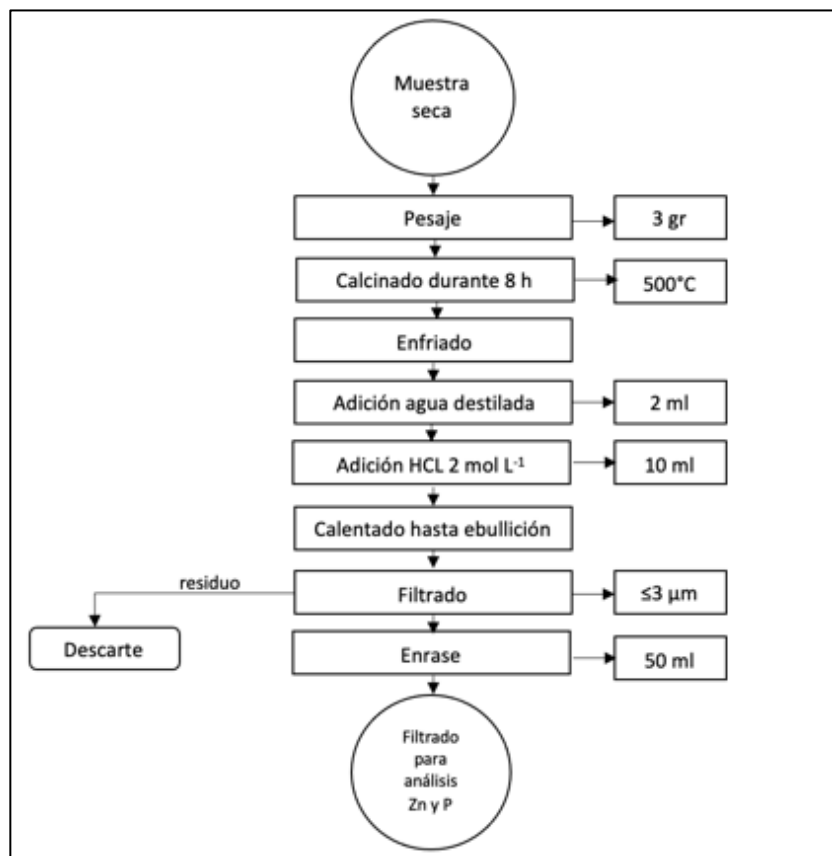 Muestra
seca
Pesaje
3 gr
Calcinado durante 8 h
500°C
Enfriado
Adición agua destilada
2 ml
Adición HCL 2 mol L⁻¹
10 ml
Calentado hasta ebullición
residuo
Filtrado
≤3 µm
Descarte
Enrase
50 ml
Filtrado
para
análisis
Zn y P